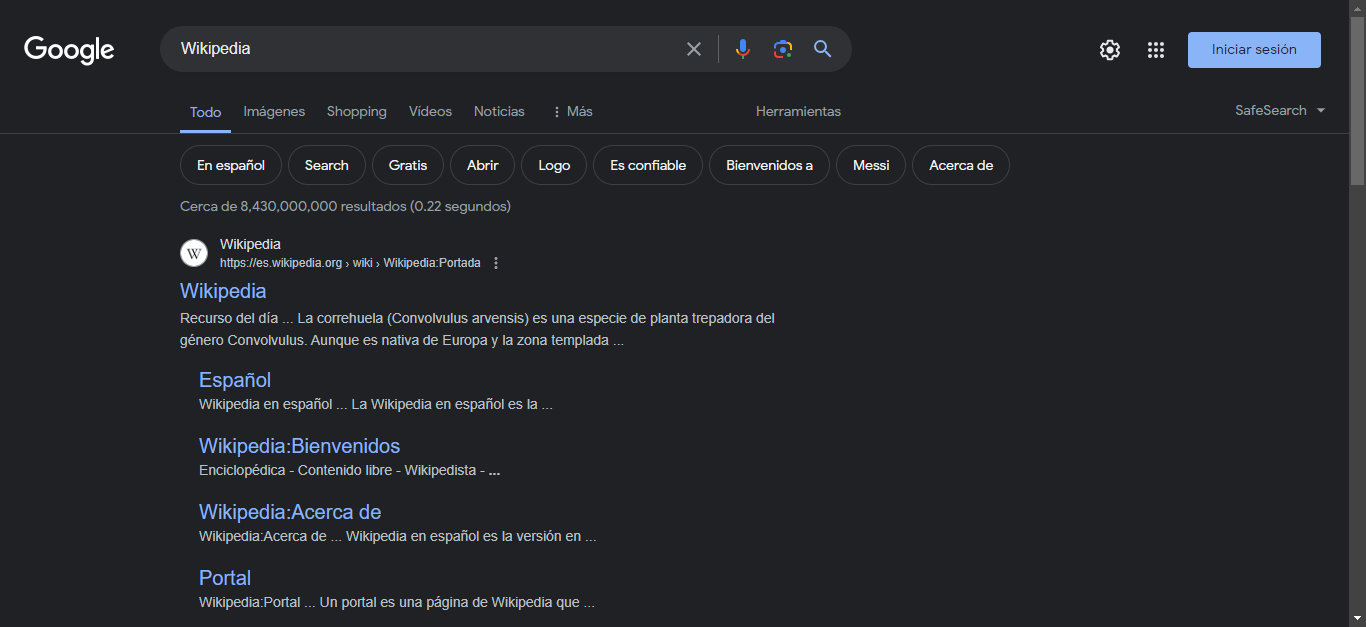 Google
Wikipedia
Iniciar sesión
Todo Imágenes Shopping Vídeos Noticias Más Herramientas SafeSearch
En español Search Gratis Abrir Logo Es confiable Bienvenidos a Messi Acerca de
Cerca de 8,430,000,000 resultados (0.22 segundos)
W
Wikipedia
https://es.wikipedia.org › wiki › Wikipedia:Portada
Wikipedia
Recurso del día ... La correhuela (Convolvulus arvensis) es una especie de planta trepadora del
género Convolvulus. Aunque es nativa de Europa y la zona templada ...
Español
Wikipedia en español ... La Wikipedia en español es la ...
Wikipedia:Bienvenidos
Enciclopédica - Contenido libre - Wikipedista - ...
Wikipedia:Acerca de
Wikipedia:Acerca de ... Wikipedia en español es la versión en ...
Portal
Wikipedia:Portal ... Un portal es una página de Wikipedia que ...